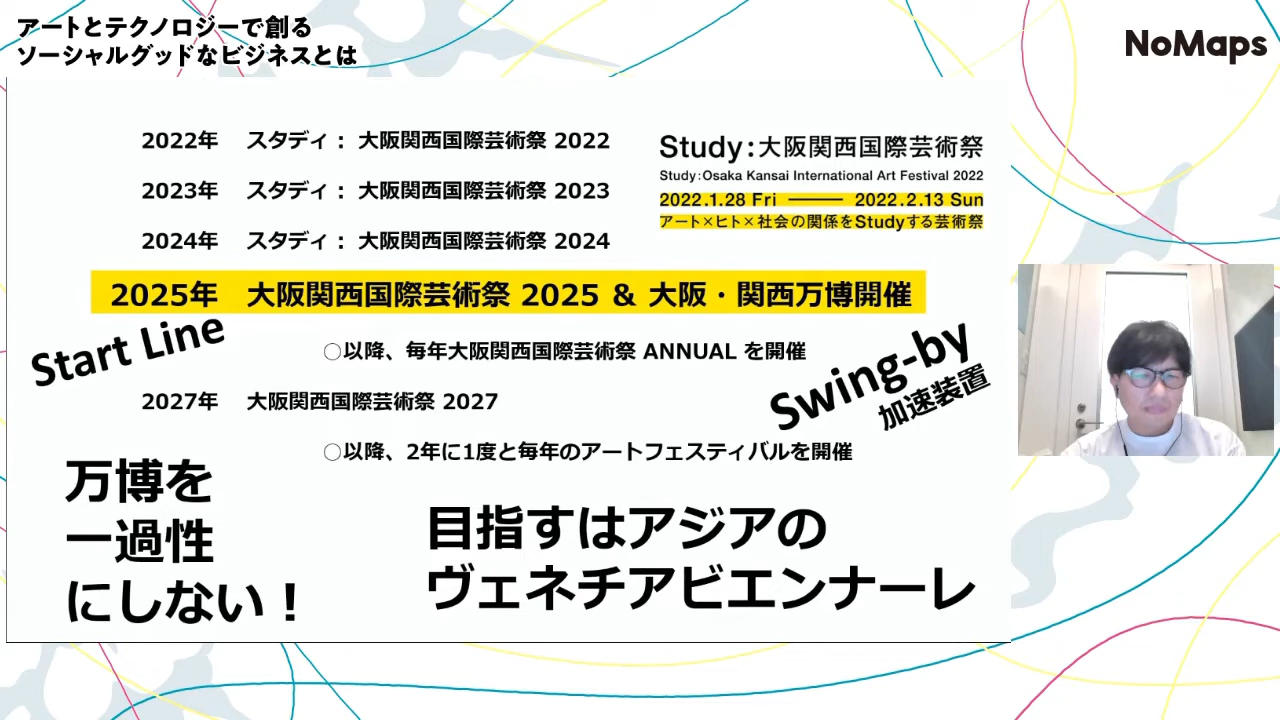 アートとテクノロジーで創る
ソーシャルグッドなビジネスとは
NoMaps
2022年 スタディ： 大阪関西国際芸術祭 2022
2023年 スタディ： 大阪関西国際芸術祭 2023
2024年 スタディ： 大阪関西国際芸術祭 2024
Study：大阪関西国際芸術祭
Study：Osaka Kansai International Art Festival 2022
2022.1.28 Fri —— 2022.2.13 Sun
アート×ヒト×社会の関係をStudyする芸術祭
2025年 大阪関西国際芸術祭 2025 & 大阪・関西万博開催
Start Line
○以降、毎年大阪関西国際芸術祭 ANNUAL を開催
Swing-by
加速装置
2027年 大阪関西国際芸術祭 2027
○以降、2年に1度と毎年のアートフェスティバルを開催
万博を
一過性
にしない！
目指すはアジアの
ヴェネチアビエンナーレ